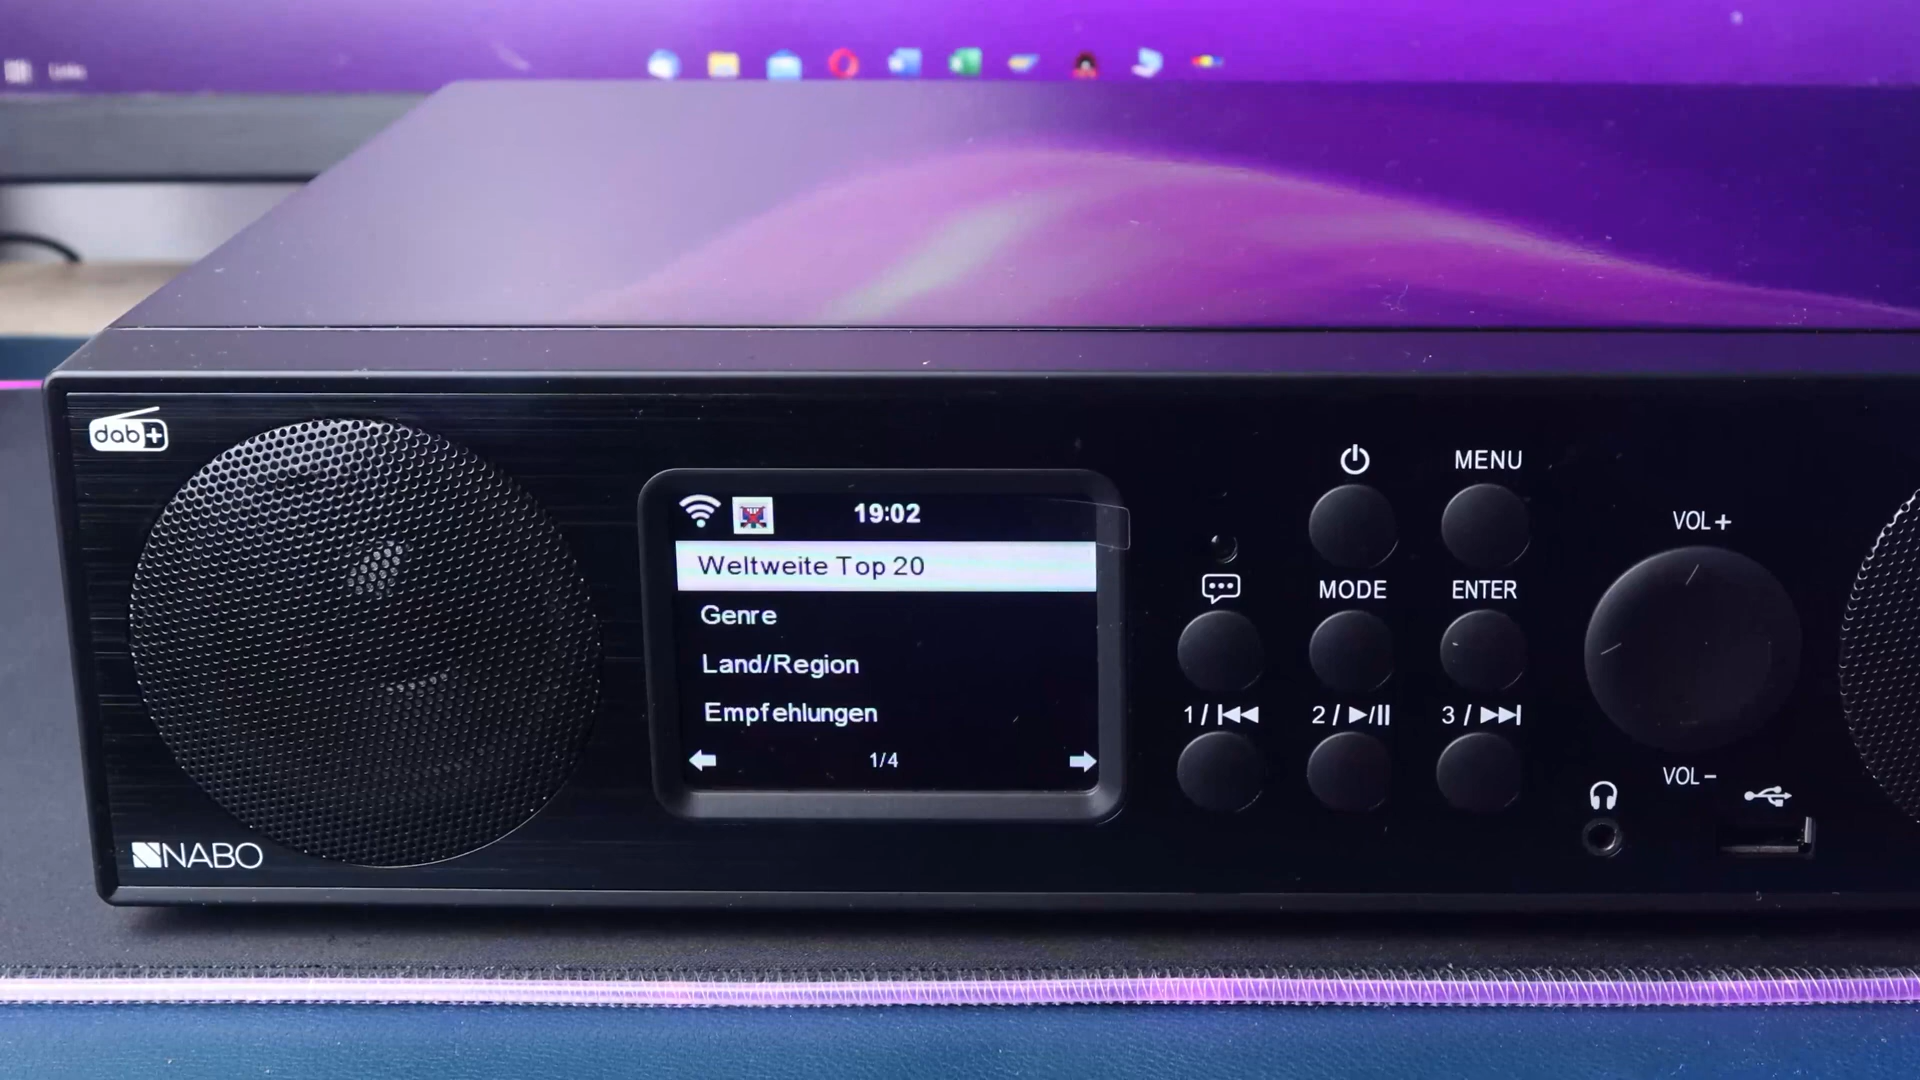 dab+
19:02
Weltweite Top 20
Genre
Land/Region
Empfehlungen
1/4
MENU
MODE
ENTER
1 /
2 /
3 /
VOL+
VOL-
NABO